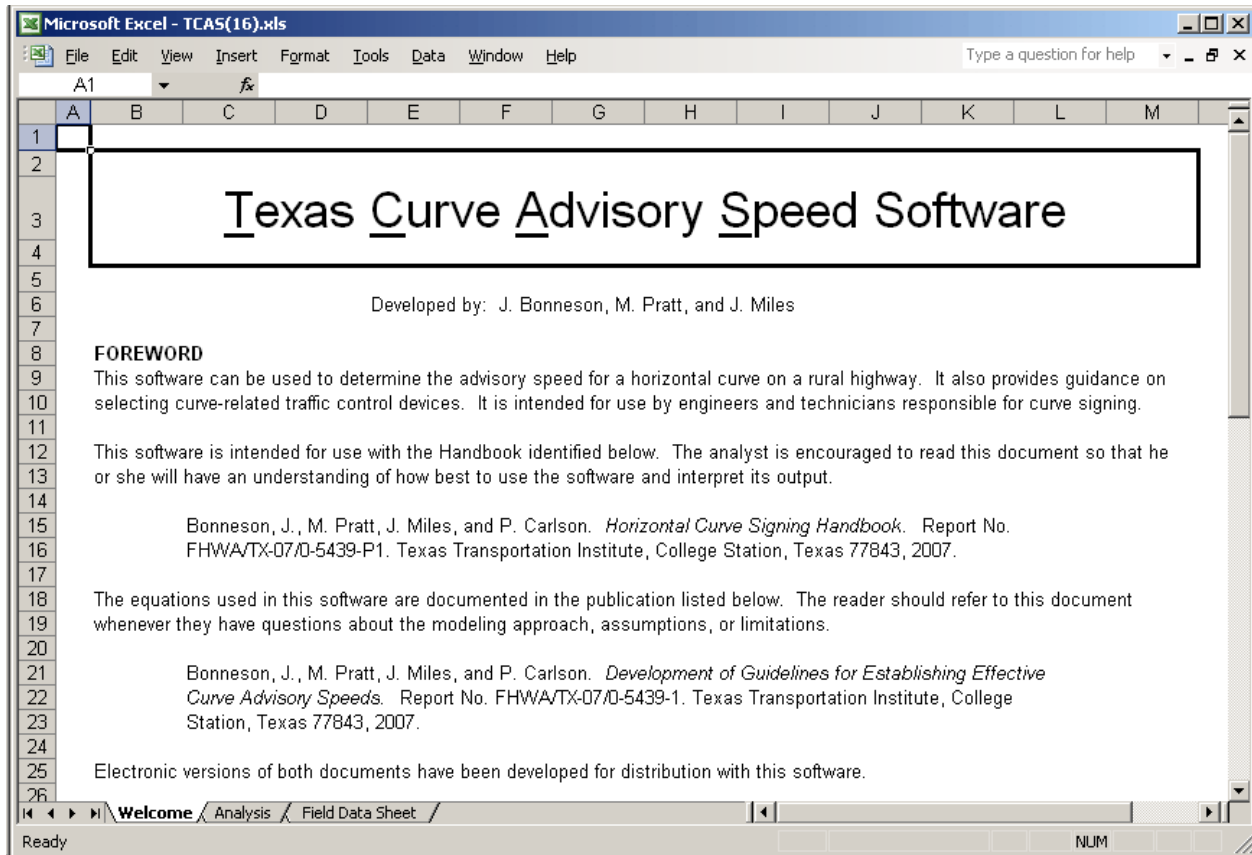 Microsoft Excel - TCAS(16).xls
File Edit View Insert Format Tools Data Window Help Type a question for help
A1 fx
A B C D E F G H I J K L M
1
2
3 Texas Curve Advisory Speed Software
4
5
6 Developed by: J. Bonneson, M. Pratt, and J. Miles
7
8 FOREWORD
9 This software can be used to determine the advisory speed for a horizontal curve on a rural highway. It also provides guidance on
10 selecting curve-related traffic control devices. It is intended for use by engineers and technicians responsible for curve signing.
11
12 This software is intended for use with the Handbook identified below. The analyst is encouraged to read this document so that he
13 or she will have an understanding of how best to use the software and interpret its output.
14
15 Bonneson, J., M. Pratt, J. Miles, and P. Carlson. Horizontal Curve Signing Handbook. Report No.
16 FHWA/TX-07/0-5439-P1. Texas Transportation Institute, College Station, Texas 77843, 2007.
17
18 The equations used in this software are documented in the publication listed below. The reader should refer to this document
19 whenever they have questions about the modeling approach, assumptions, or limitations.
20
21 Bonneson, J., M. Pratt, J. Miles, and P. Carlson. Development of Guidelines for Establishing Effective
22 Curve Advisory Speeds. Report No. FHWA/TX-07/0-5439-1. Texas Transportation Institute, College
23 Station, Texas 77843, 2007.
24
25 Electronic versions of both documents have been developed for distribution with this software.
26
Welcome Analysis Field Data Sheet
Ready NUM